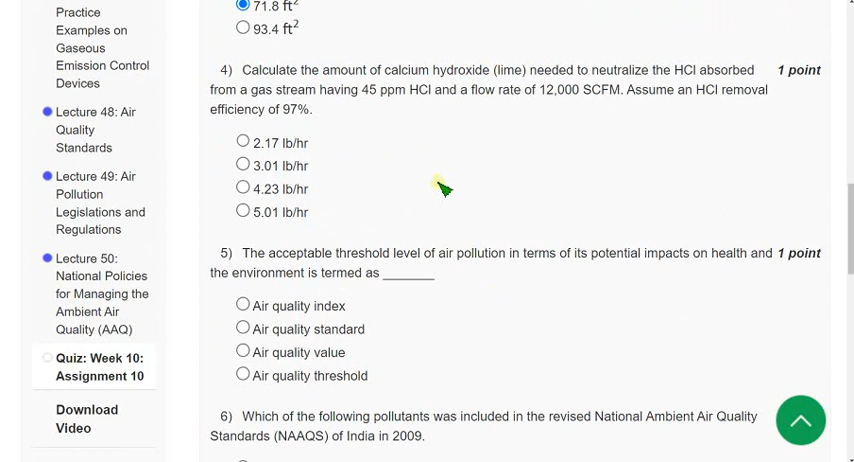 Practice
Examples on
Gaseous
Emission Control
Devices
Lecture 48: Air
Quality
Standards
Lecture 49: Air
Pollution
Legislations and
Regulations
Lecture 50:
National Policies
for Managing the
Ambient Air
Quality (AAQ)
Quiz: Week 10:
Assignment 10
Download
Video
71.8 ft²
93.4 ft²
4) Calculate the amount of calcium hydroxide (lime) needed to neutralize the HCl absorbed 1 point
from a gas stream having 45 ppm HCl and a flow rate of 12,000 SCFM. Assume an HCl removal
efficiency of 97%.
2.17 lb/hr
3.01 lb/hr
4.23 lb/hr
5.01 lb/hr
5) The acceptable threshold level of air pollution in terms of its potential impacts on health and 1 point
the environment is termed as _______
Air quality index
Air quality standard
Air quality value
Air quality threshold
6) Which of the following pollutants was included in the revised National Ambient Air Quality
Standards (NAAQS) of India in 2009.